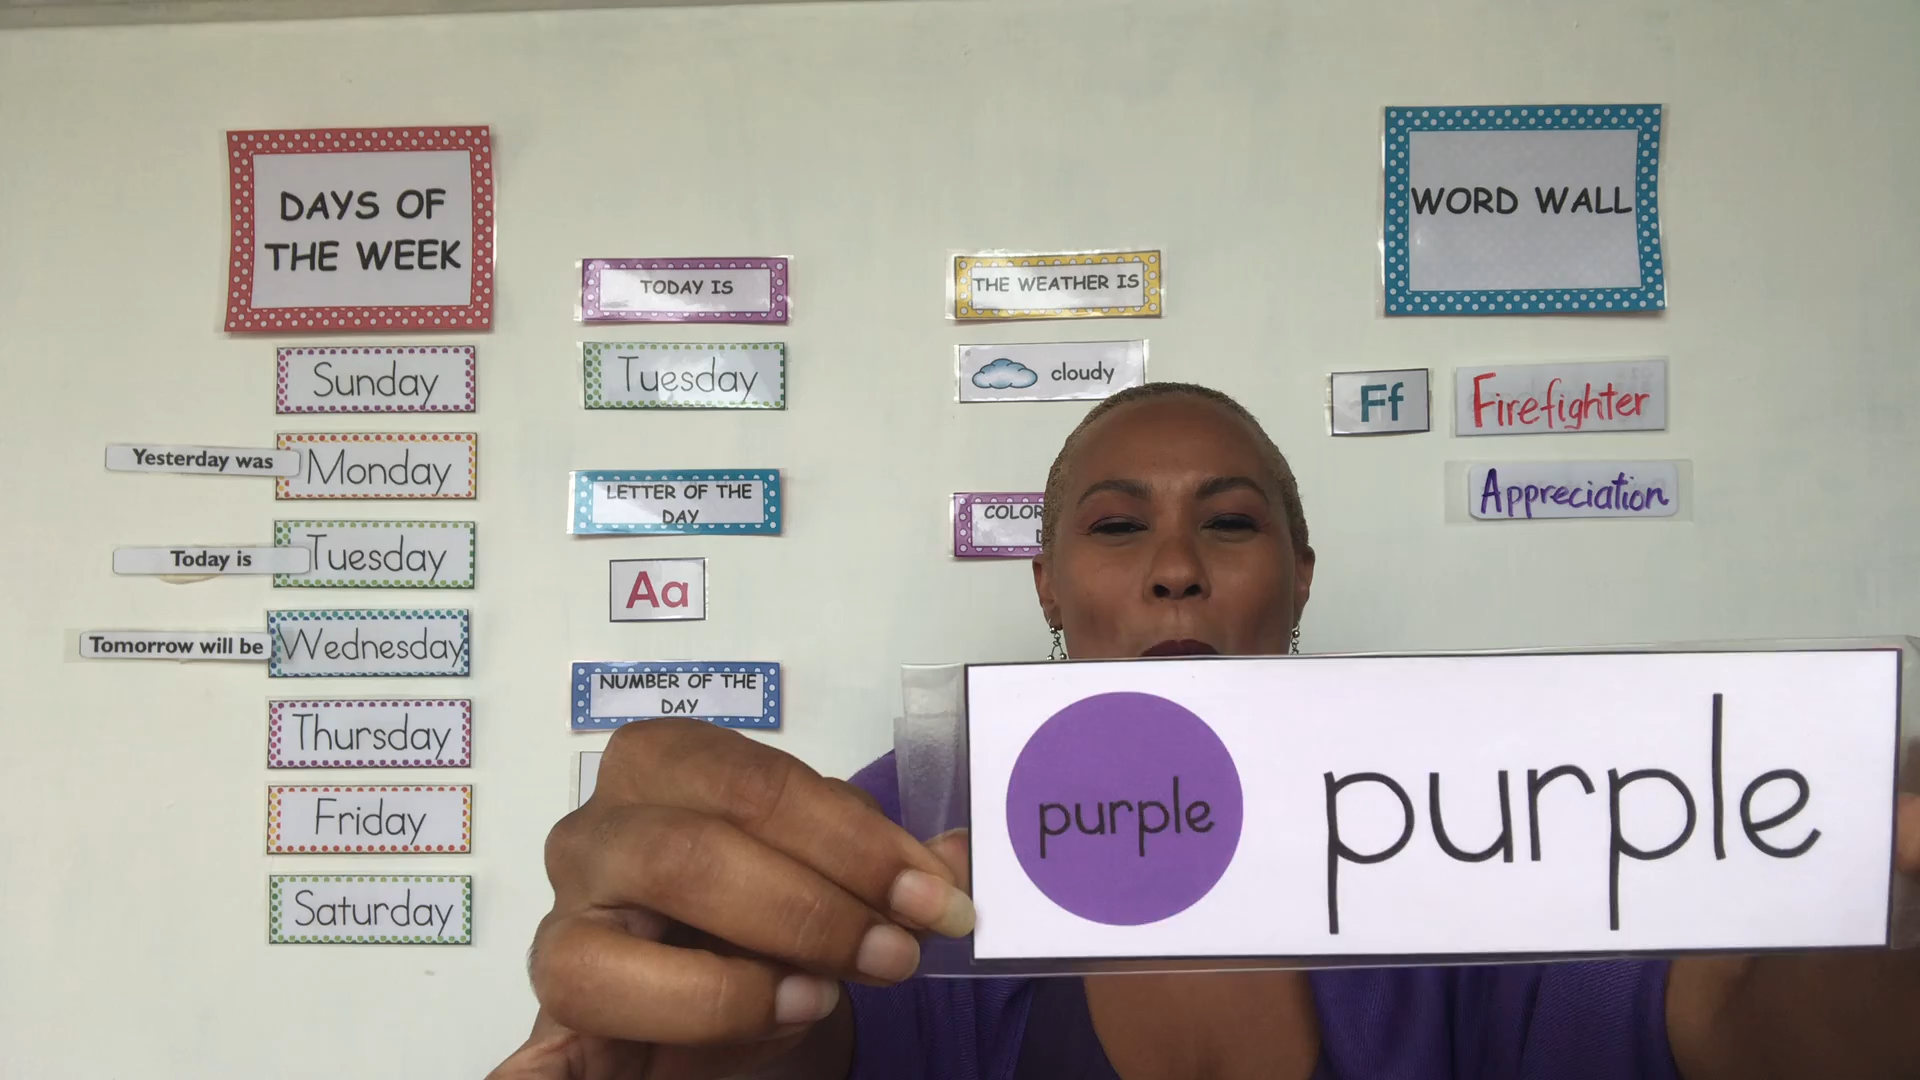 DAYS OF
THE WEEK
Sunday
Yesterday was
Monday
Today is
Tuesday
Tomorrow will be
Wednesday
Thursday
Friday
Saturday
TODAY IS
Tuesday
LETTER OF THE
DAY
Aa
NUMBER OF THE
DAY
THE WEATHER IS
cloudy
COLOR
WORD WALL
Ff
Firefighter
Appreciation
purple
purple